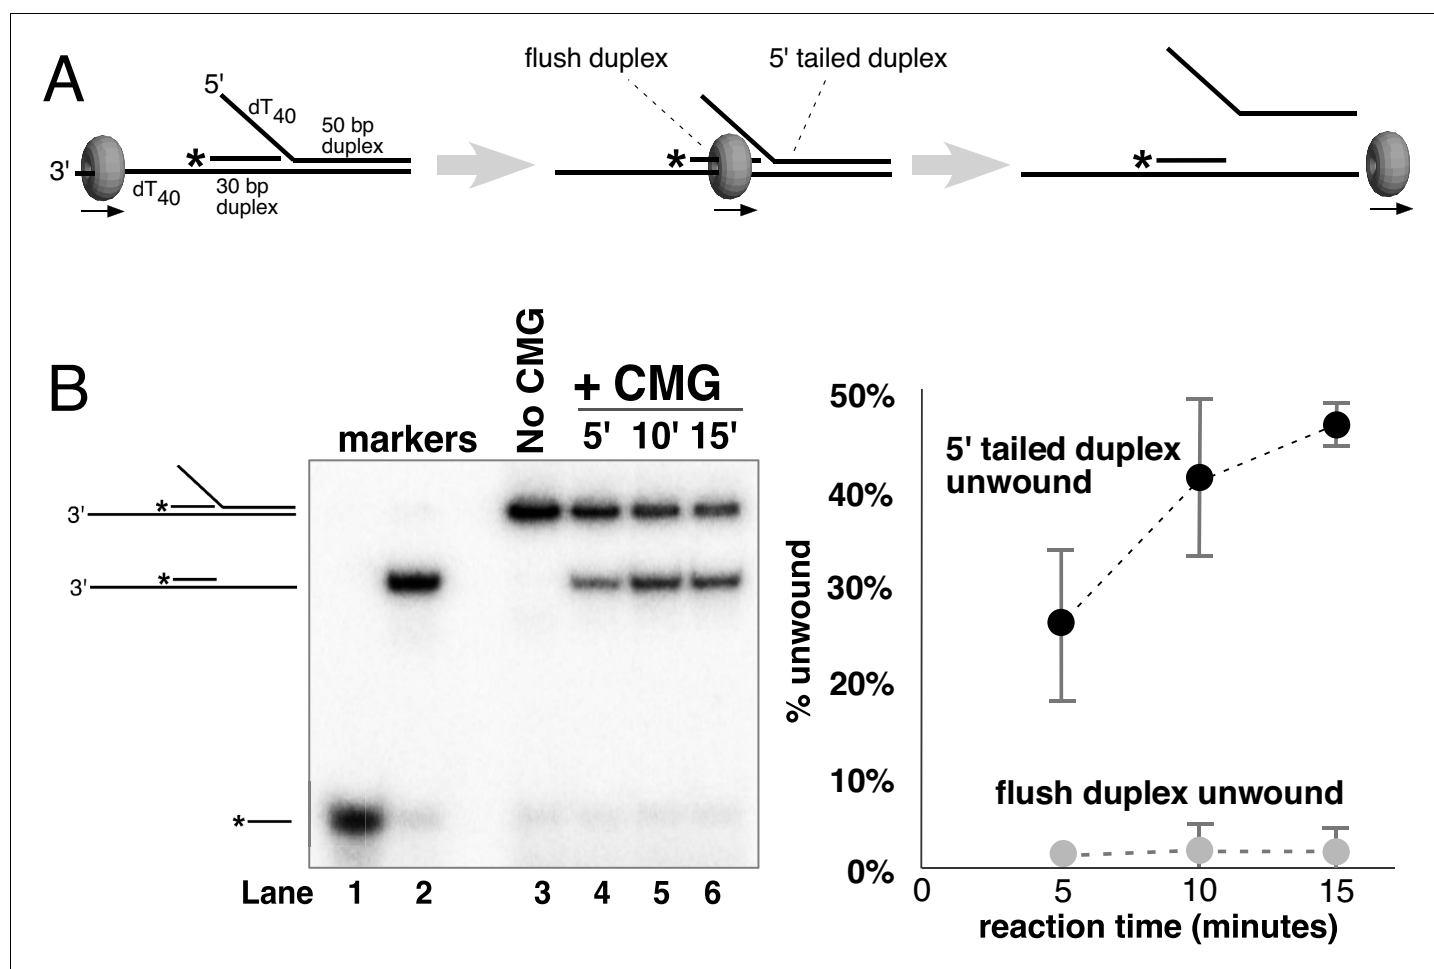 A
flush duplex
5' tailed duplex
5'
dT40
50 bp
duplex
*
*
*
3'
dT40
30 bp
duplex
B
No CMG
+ CMG
markers
5' 10' 15'
*
3'
*
3'
*
Lane 1 2 3 4 5 6
50%
40%
30%
20%
10%
0%
% unwound
5' tailed duplex
unwound
flush duplex unwound
0 5 10 15
reaction time (minutes)